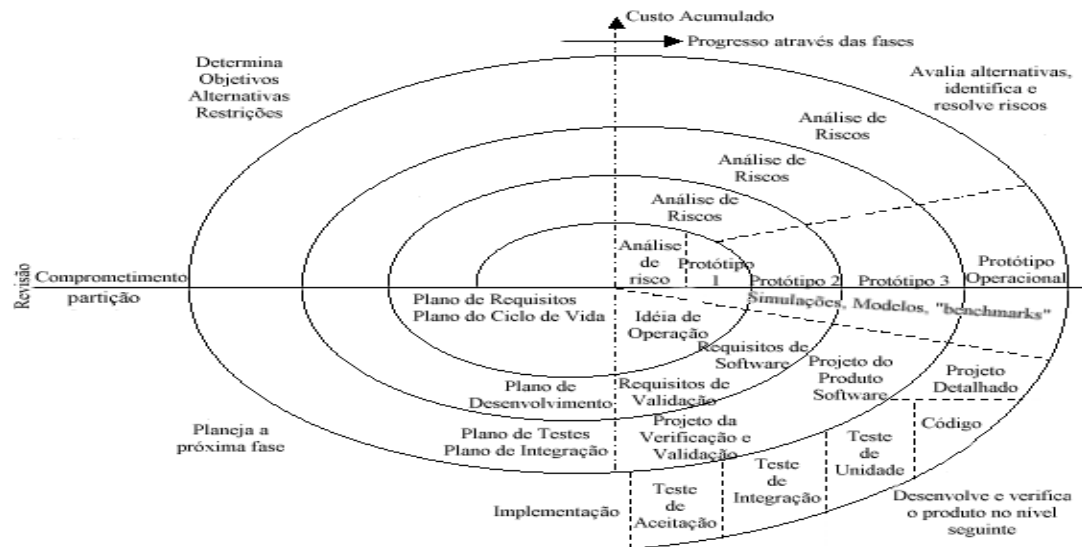 Custo Acumulado
Progresso através das fases
Determina
Objetivos
Alternativas
Restrições
Avalia alternativas,
identifica e
resolve riscos
Análise de
Riscos
Análise de
Riscos
Análise de
Riscos
Análise
de
risco
Protótipo
1
Protótipo 2
Protótipo 3
Protótipo
Operacional
Revisão
Comprometimento
partição
Plano de Requisitos
Plano do Ciclo de Vida
Idéia de
Operação
Simulações, Modelos, "benchmarks"
Requisitos de
Software
Projeto do
Produto
Software
Projeto
Detalhado
Plano de
Desenvolvimento
Requisitos de
Validação
Planeja a
próxima fase
Plano de Testes
Plano de Integração
Projeto da
Verificação e
Validação
Código
Teste
de
Unidade
Teste
de
Integração
Teste
de
Aceitação
Implementação
Desenvolve e verifica
o produto no nível
seguinte